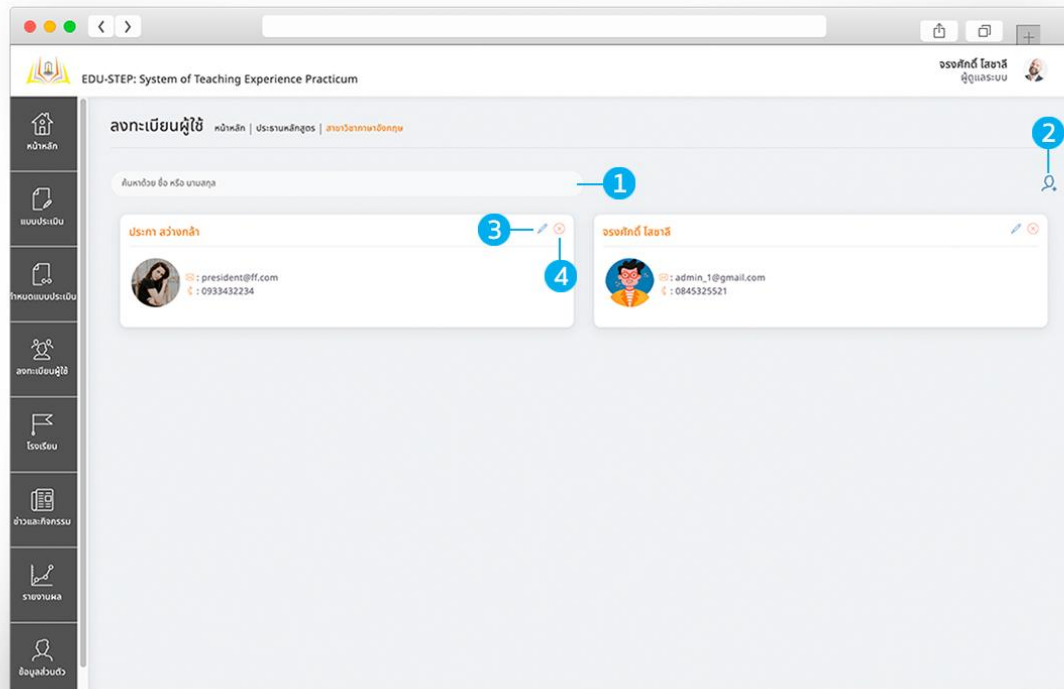 EDU-STEP: System of Teaching Experience Practicum
จรงศักดิ์ โสชาลี
ผู้ดูแลระบบ
หน้าหลัก
แบบประเมิน
กำหนดแบบประเมิน
ลงทะเบียนผู้ใช้
โรงเรียน
ข่าวและกิจกรรม
รายงานผล
ข้อมูลส่วนตัว
ลงทะเบียนผู้ใช้ หน้าหลัก | ประธานหลักสูตร | สาขาวิชาภาษาอังกฤษ
2
ค้นหาด้วย ชื่อ หรือ นามสกุล
1
ประกา สว่างกล้า
3
4
: president@ff.com
: 0933432234
จรงศักดิ์ โสชาลี
: admin_1@gmail.com
: 0845325521